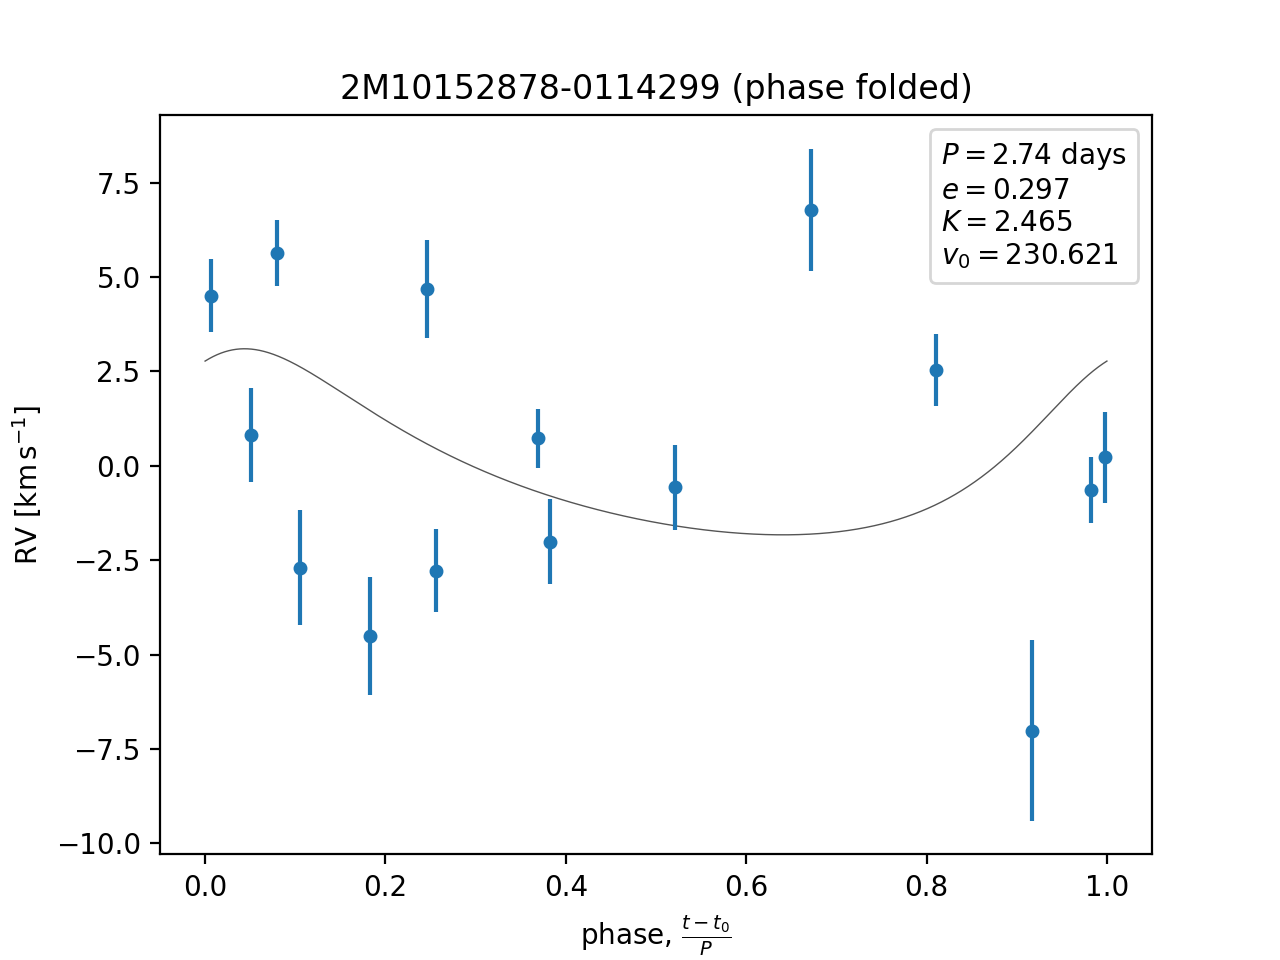 2M10152878-0114299 (phase folded)
P = 2.74 days
e = 0.297
K = 2.465
v₀ = 230.621
7.5
5.0
2.5
0.0
−2.5
−5.0
−7.5
−10.0
RV [km s⁻¹]
0.0 0.2 0.4 0.6 0.8 1.0
phase, (t − t₀)/P